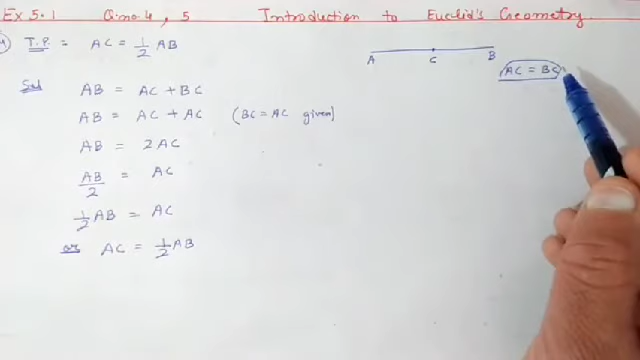 Ex 5.1 Q.no.4, 5 Introduction to Euclid's Geometry.
T.P. = AC = 1/2 AB
A C B
AC = BC
Sol AB = AC + BC
AB = AC + AC (BC = AC given)
AB = 2AC
AB/2 = AC
1/2 AB = AC
or AC = 1/2 AB